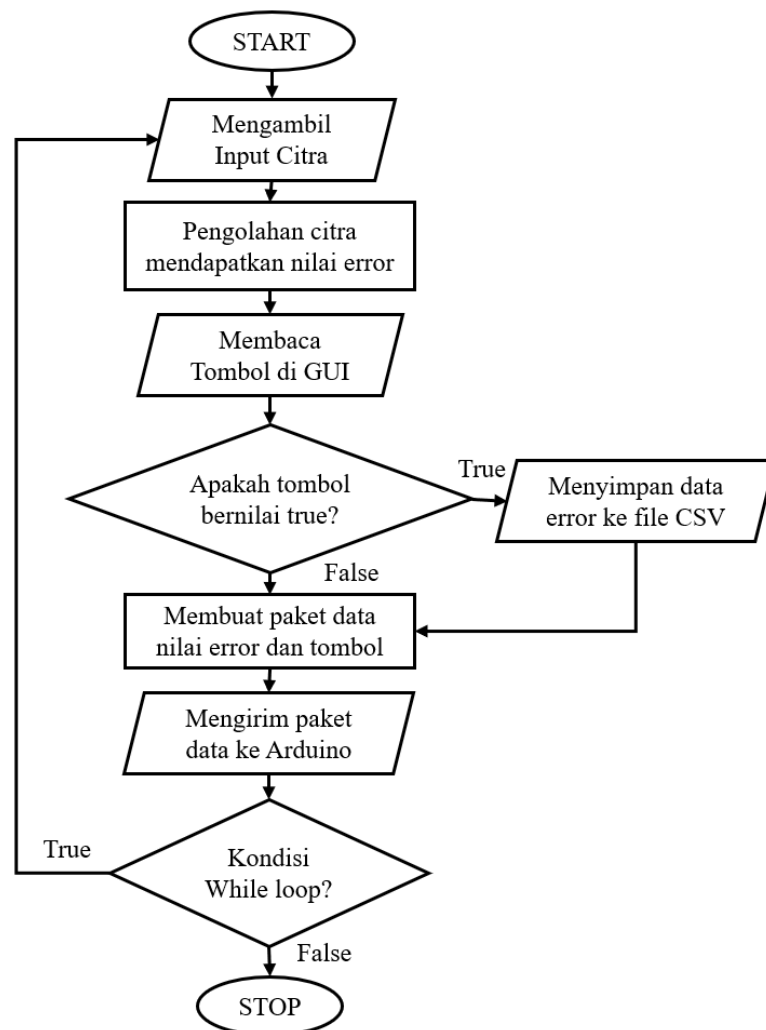 START
Mengambil
Input Citra
Pengolahan citra
mendapatkan nilai error
Membaca
Tombol di GUI
Apakah tombol
bernilai true?
True
Menyimpan data
error ke file CSV
False
Membuat paket data
nilai error dan tombol
Mengirim paket
data ke Arduino
Kondisi
While loop?
True
False
STOP